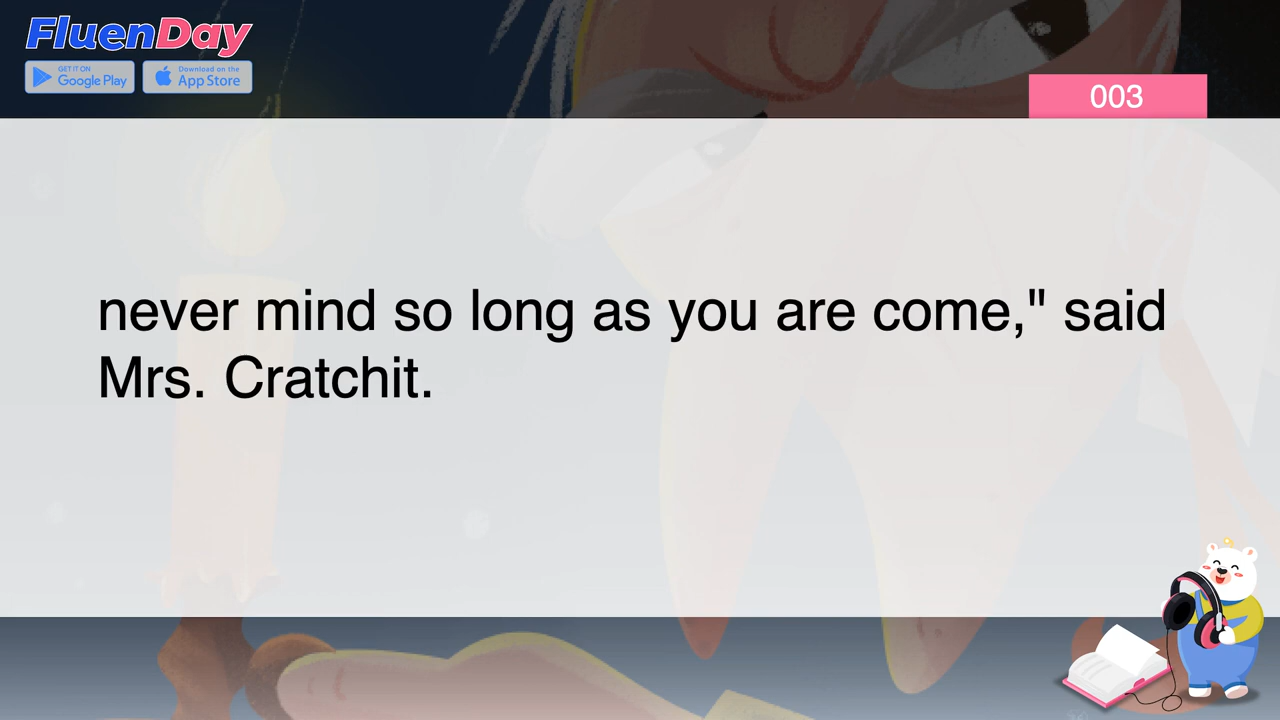 FluenDay
GET IT ON
Google Play
Download on the
App Store
003
never mind so long as you are come," said
Mrs. Cratchit.